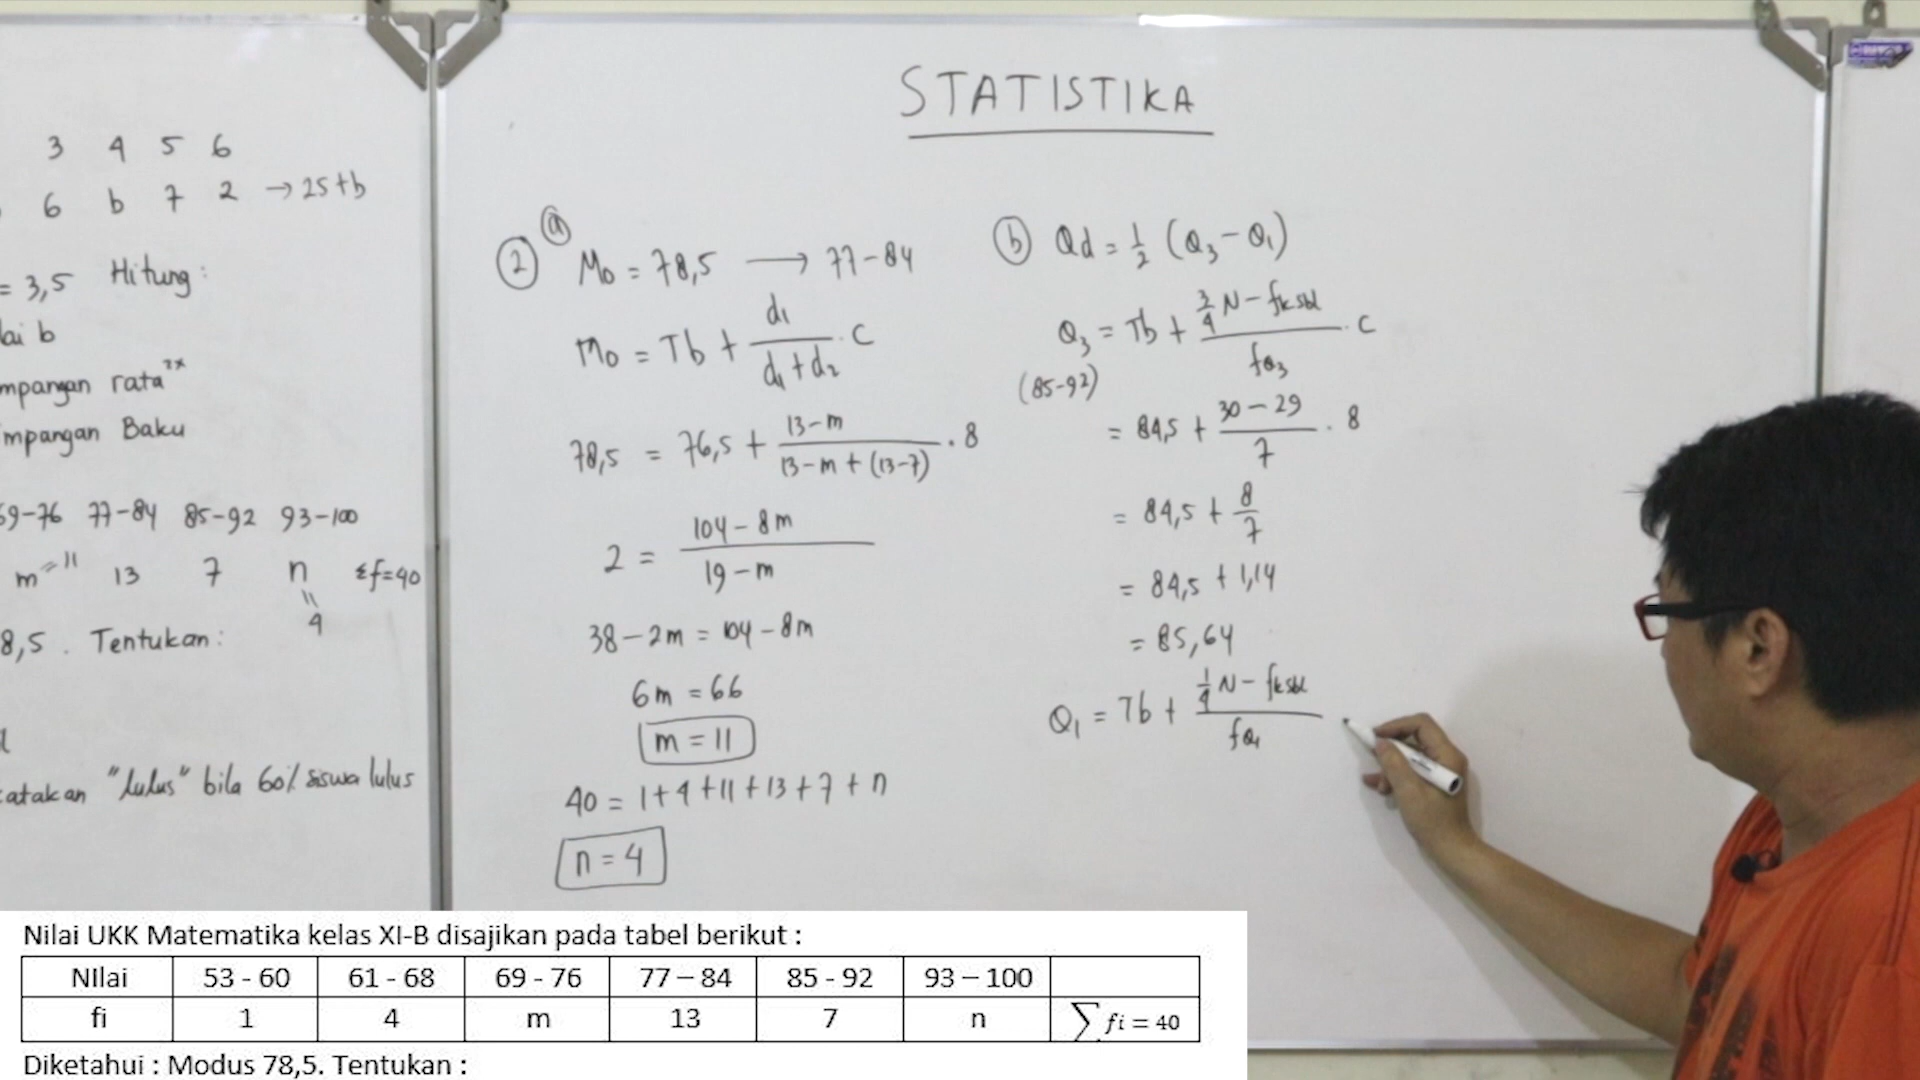 STATISTIKA
3 4 5 6
6 b 7 2 → 25+b
= 3,5 Hitung:
lai b
mpangan rata²ˣ
impangan Baku
69-76 77-84 85-92 93-100
m = 11 13 7 n Σf=40
"
4
8,5. Tentukan:
catakan "lulus" bila 60% siswa lulus
② ⓐ Mo = 78,5 → 77-84
Mo = Tb + d₁ / (d₁+d₂) . C
78,5 = 76,5 + (13-m) / (13-m+(13-7)) . 8
2 = (104-8m) / (19-m)
38-2m = 104-8m
6m = 66
m = 11
40 = 1+4+11+13+7+n
n = 4
ⓑ Qd = 1/2 (Q₃-Q₁)
Q₃ = Tb + (3/4 N - fksbl) / fQ₃ . C
(85-92)
= 84,5 + (30-29) / 7 . 8
= 84,5 + 8/7
= 84,5 + 1,14
= 85,64
Q₁ = Tb + (1/4 N - fksbl) / fQ₁ .
Nilai UKK Matematika kelas XI-B disajikan pada tabel berikut :
NIlai 53 - 60 61 - 68 69 - 76 77 – 84 85 - 92 93 – 100
fi 1 4 m 13 7 n ∑ fi = 40
Diketahui : Modus 78,5. Tentukan :